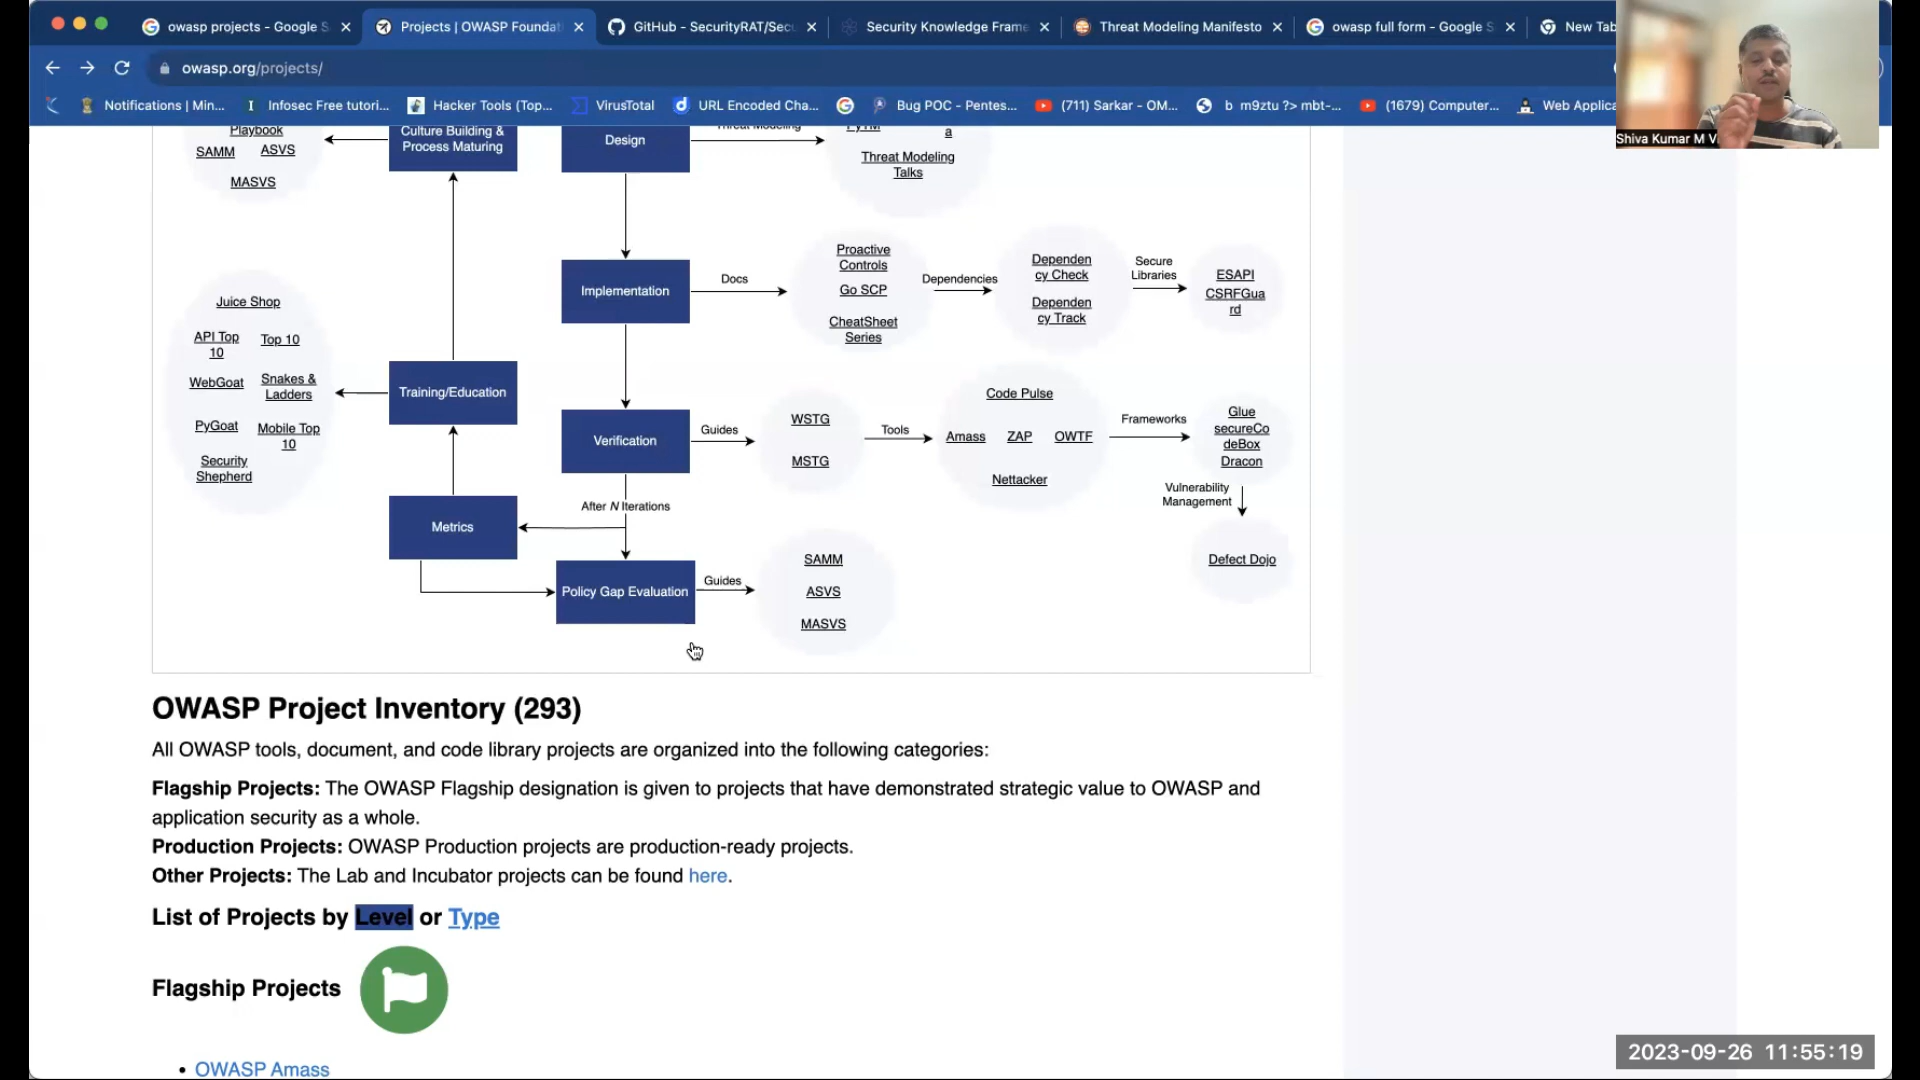 owasp projects - Google S
Projects | OWASP Foundat
GitHub - SecurityRAT/Secu
Security Knowledge Frame
Threat Modeling Manifesto
owasp full form - Google S
New Tab
owasp.org/projects/
Notifications | Min...
Infosec Free tutori...
Hacker Tools (Top...
VirusTotal
URL Encoded Cha...
Bug POC - Pentes...
(711) Sarkar - OM...
b m9ztu ?> mbt-...
(1679) Computer...
Web Applica
Shiva Kumar M V
Playbook
SAMM
ASVS
MASVS
Culture Building &
Process Maturing
Design
Threat Modeling
PyTM
a
Threat Modeling
Talks
Implementation
Docs
Proactive
Controls
Go SCP
CheatSheet
Series
Dependencies
Dependen
cy Check
Dependen
cy Track
Secure
Libraries
ESAPI
CSRFGua
rd
Juice Shop
API Top
10
Top 10
WebGoat
Snakes &
Ladders
PyGoat
Mobile Top
10
Security
Shepherd
Training/Education
Verification
Guides
WSTG
MSTG
Tools
Code Pulse
Amass
ZAP
OWTF
Nettacker
Frameworks
Glue
secureCo
deBox
Dracon
Vulnerability
Management
Defect Dojo
After N Iterations
Metrics
Policy Gap Evaluation
Guides
SAMM
ASVS
MASVS
OWASP Project Inventory (293)
All OWASP tools, document, and code library projects are organized into the following categories:
Flagship Projects: The OWASP Flagship designation is given to projects that have demonstrated strategic value to OWASP and
application security as a whole.
Production Projects: OWASP Production projects are production-ready projects.
Other Projects: The Lab and Incubator projects can be found here.
List of Projects by Level or Type
Flagship Projects
• OWASP Amass
2023-09-26 11:55:19